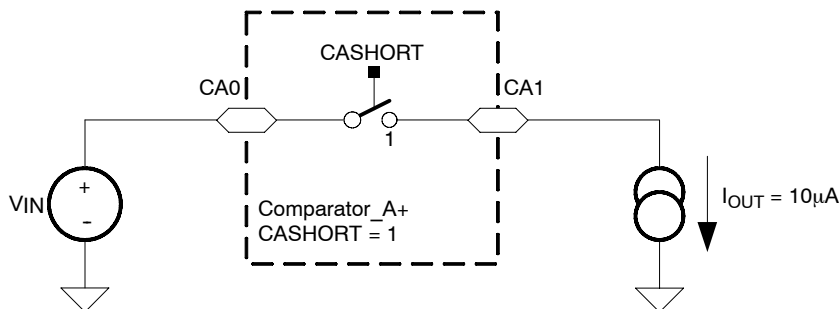 CASHORT
CA0
CA1
1
VIN
+
-
Comparator_A+
CASHORT = 1
IOUT = 10μA